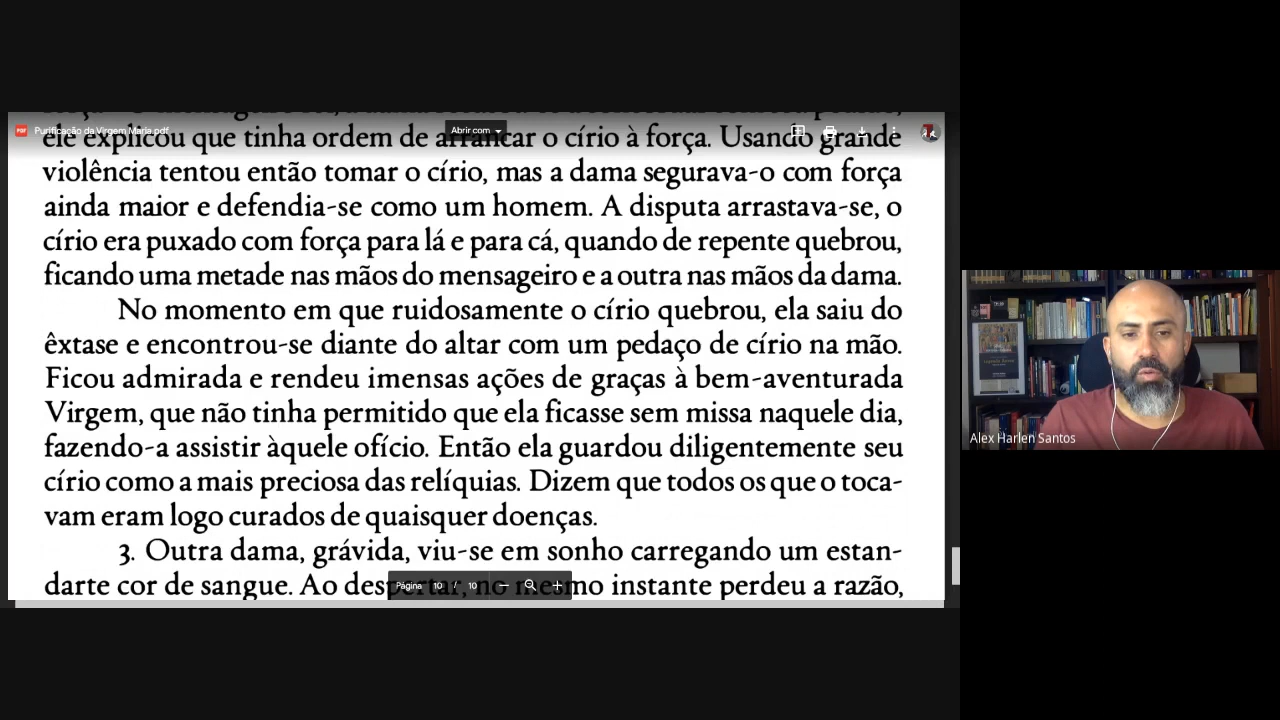 Purificação da Virgem Maria.pdf
Abrir com
ele explicou que tinha ordem de arrancar o círio à força. Usando grande
violência tentou então tomar o círio, mas a dama segurava-o com força
ainda maior e defendia-se como um homem. A disputa arrastava-se, o
círio era puxado com força para lá e para cá, quando de repente quebrou,
ficando uma metade nas mãos do mensageiro e a outra nas mãos da dama.
No momento em que ruidosamente o círio quebrou, ela saiu do
êxtase e encontrou-se diante do altar com um pedaço de círio na mão.
Ficou admirada e rendeu imensas ações de graças à bem-aventurada
Virgem, que não tinha permitido que ela ficasse sem missa naquele dia,
fazendo-a assistir àquele ofício. Então ela guardou diligentemente seu
círio como a mais preciosa das relíquias. Dizem que todos os que o toca-
vam eram logo curados de quaisquer doenças.
3. Outra dama, grávida, viu-se em sonho carregando um estan-
darte cor de sangue. Ao despertar, no mesmo instante perdeu a razão,
Página 10 / 10
Alex Harlen Santos